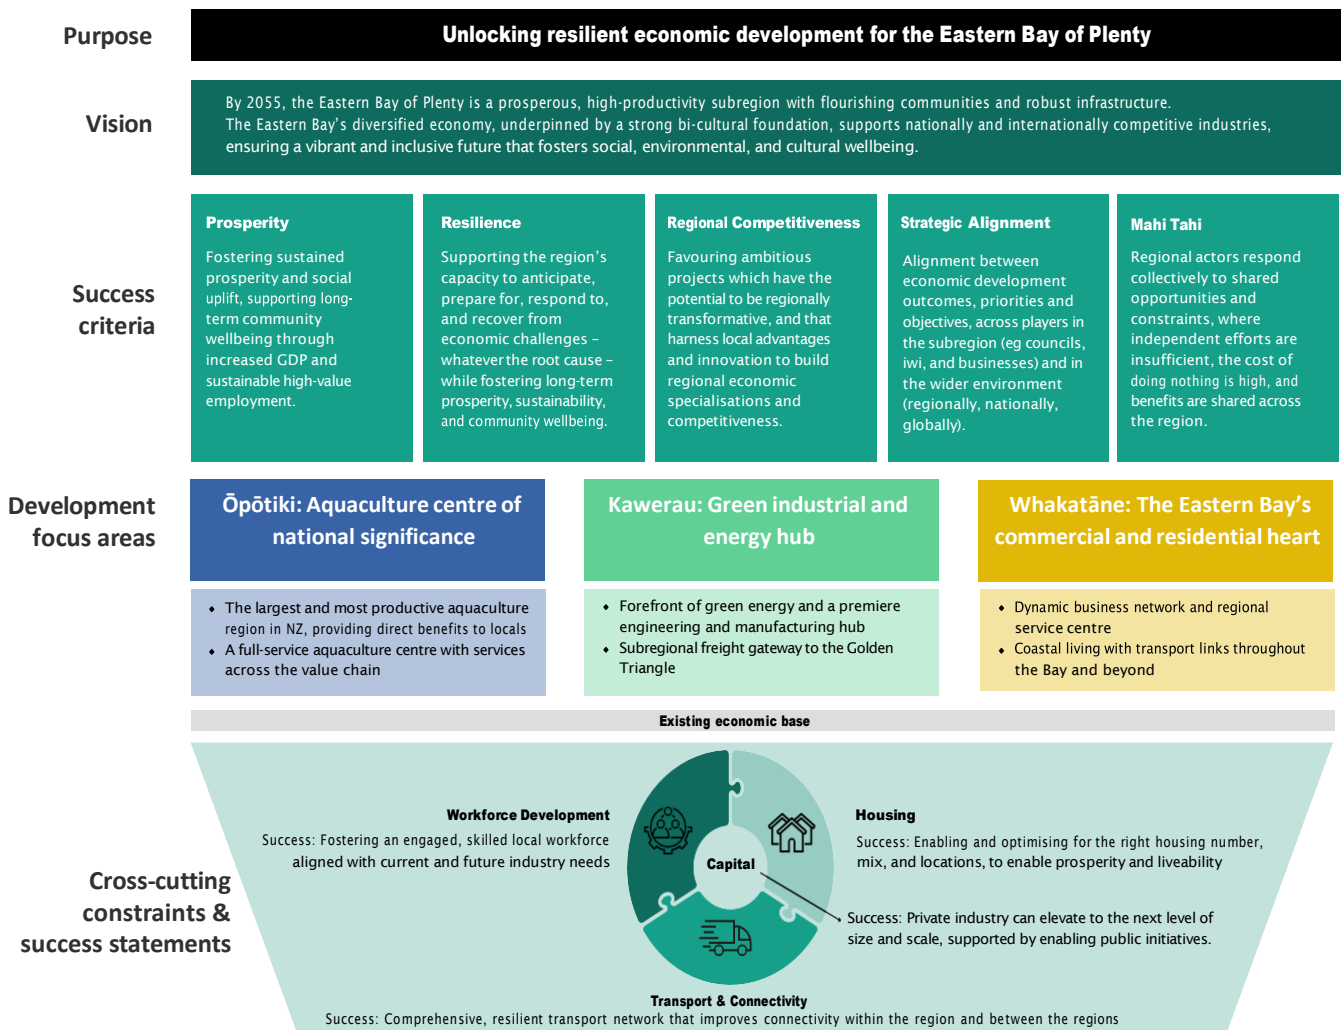 Purpose
Unlocking resilient economic development for the Eastern Bay of Plenty
Vision
By 2055, the Eastern Bay of Plenty is a prosperous, high-productivity subregion with flourishing communities and robust infrastructure.
The Eastern Bay's diversified economy, underpinned by a strong bi-cultural foundation, supports nationally and internationally competitive industries,
ensuring a vibrant and inclusive future that fosters social, environmental, and cultural wellbeing.
Success
criteria
Prosperity
Fostering sustained
prosperity and social
uplift, supporting long-
term community
wellbeing through
increased GDP and
sustainable high-value
employment.
Resilience
Supporting the region's
capacity to anticipate,
prepare for, respond to,
and recover from
economic challenges –
whatever the root cause –
while fostering long-term
prosperity, sustainability,
and community wellbeing.
Regional Competitiveness
Favouring ambitious
projects which have the
potential to be regionally
transformative, and that
harness local advantages
and innovation to build
regional economic
specialisations and
competitiveness.
Strategic Alignment
Alignment between
economic development
outcomes, priorities and
objectives, across players in
the subregion (eg councils,
iwi, and businesses) and in
the wider environment
(regionally, nationally,
globally).
Mahi Tahi
Regional actors respond
collectively to shared
opportunities and
constraints, where
independent efforts are
insufficient, the cost of
doing nothing is high, and
benefits are shared across
the region.
Development
focus areas
Ōpōtiki: Aquaculture centre of
national significance
♦ The largest and most productive aquaculture
region in NZ, providing direct benefits to locals
♦ A full-service aquaculture centre with services
across the value chain
Kawerau: Green industrial and
energy hub
♦ Forefront of green energy and a premiere
engineering and manufacturing hub
♦ Subregional freight gateway to the Golden
Triangle
Whakatāne: The Eastern Bay's
commercial and residential heart
♦ Dynamic business network and regional
service centre
♦ Coastal living with transport links throughout
the Bay and beyond
Existing economic base
Cross-cutting
constraints &
success statements
Workforce Development
Success: Fostering an engaged, skilled local workforce
aligned with current and future industry needs
Capital
Housing
Success: Enabling and optimising for the right housing number,
mix, and locations, to enable prosperity and liveability
Success: Private industry can elevate to the next level of
size and scale, supported by enabling public initiatives.
Transport & Connectivity
Success: Comprehensive, resilient transport network that improves connectivity within the region and between the regions